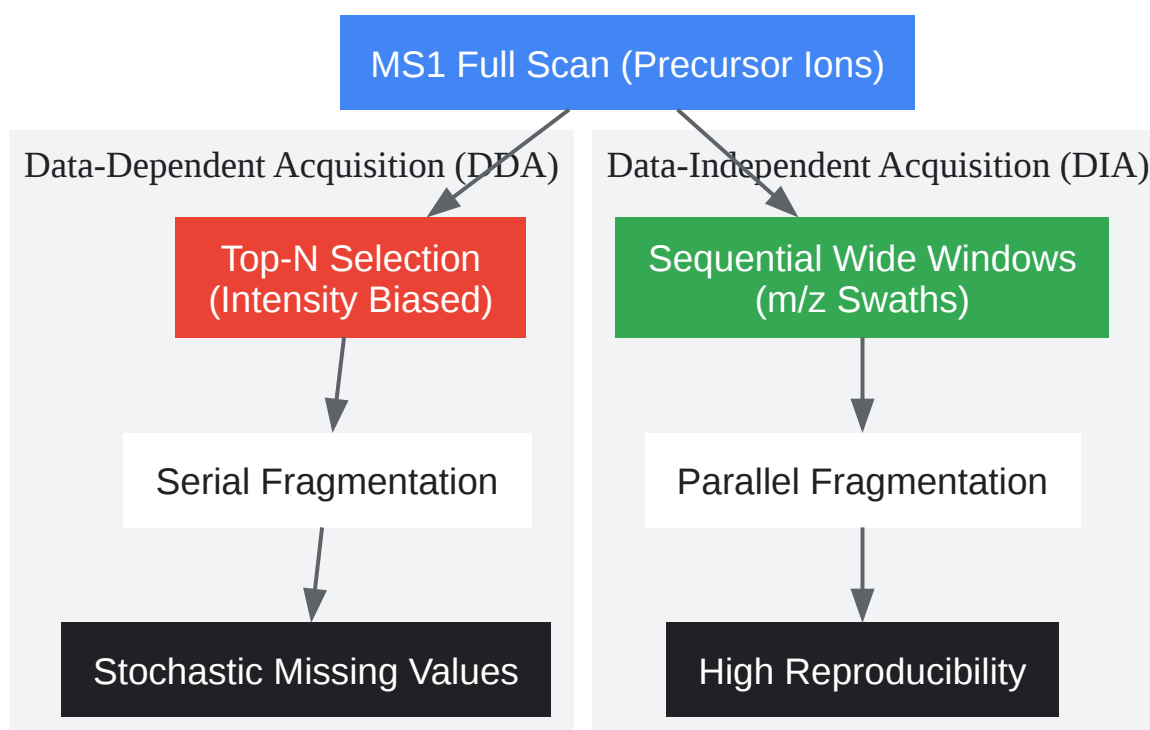 MS1 Full Scan (Precursor Ions)
Data-Dependent Acquisition (DDA)
Top-N Selection
(Intensity Biased)
Serial Fragmentation
Stochastic Missing Values
Data-Independent Acquisition (DIA)
Sequential Wide Windows
(m/z Swaths)
Parallel Fragmentation
High Reproducibility